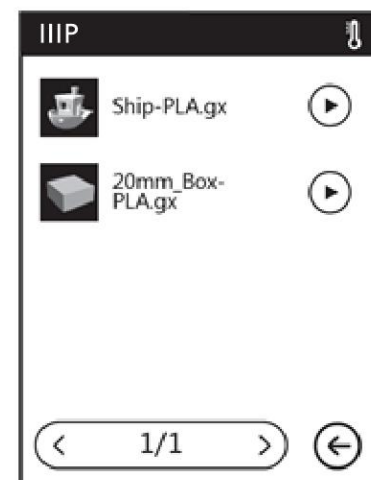 IIIP
Ship-PLA.gx
20mm_Box-
PLA.gx
1/1